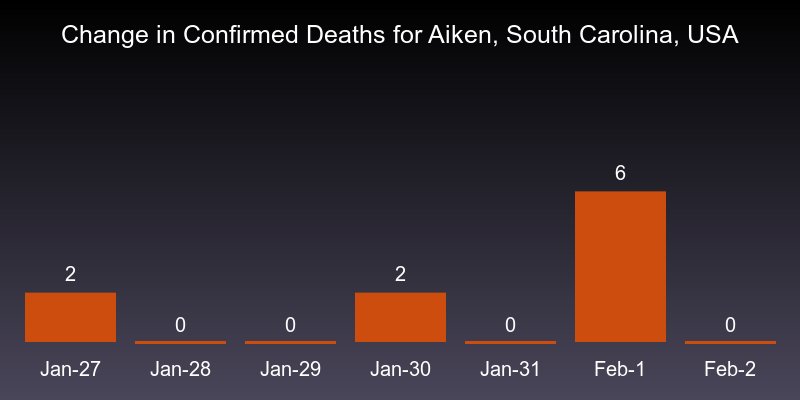 Change in Confirmed Deaths for Aiken, South Carolina, USA
6
2 2
0 0 0 0
Jan-27 Jan-28 Jan-29 Jan-30 Jan-31 Feb-1 Feb-2